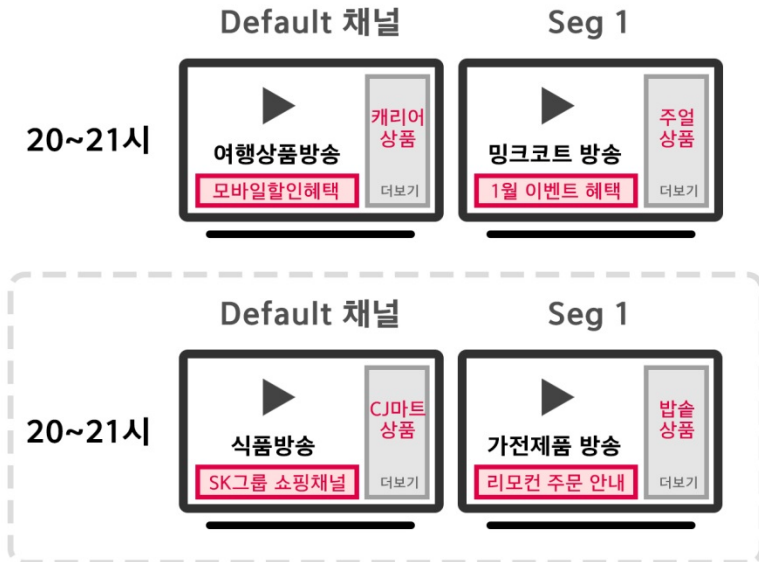 Default 채널
Seg 1
20~21시
여행상품방송
모바일할인혜택
캐리어
상품
더보기
밍크코트 방송
1월 이벤트 혜택
주얼
상품
더보기
Default 채널
Seg 1
20~21시
식품방송
SK그룹 쇼핑채널
CJ마트
상품
더보기
가전제품 방송
리모컨 주문 안내
밥솥
상품
더보기